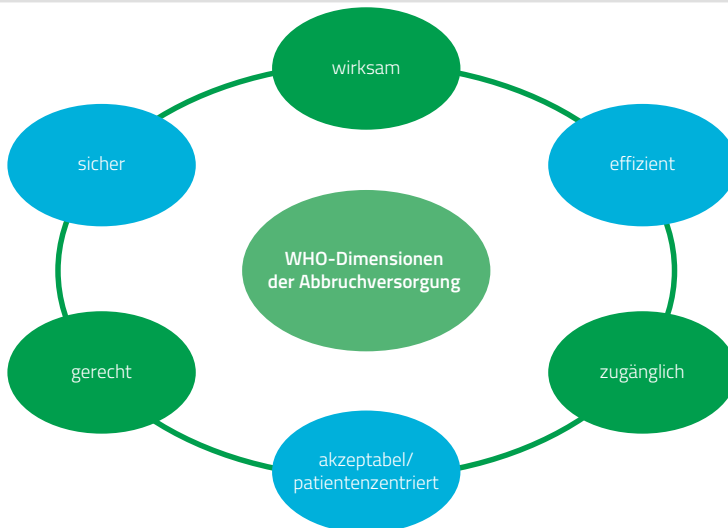 wirksam
sicher
effizient
WHO-Dimensionen
der Abbruchversorgung
gerecht
zugänglich
akzeptabel/
patientenzentriert